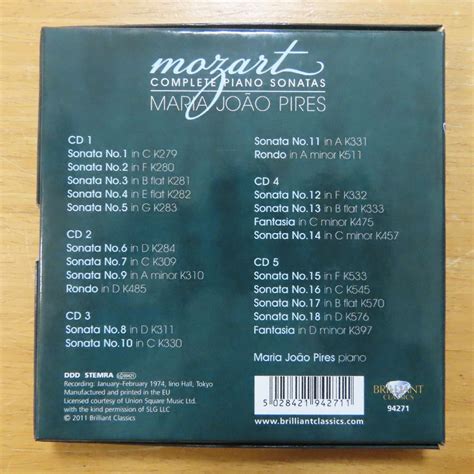 mozart
COMPLETE PIANO SONATAS
MARIA JOÃO PIRES
CD 1
Sonata No.1 in C K279
Sonata No.2 in F K280
Sonata No.3 in B flat K281
Sonata No.4 in E flat K282
Sonata No.5 in G K283
CD 2
Sonata No.6 in D K284
Sonata No.7 in C K309
Sonata No.9 in A minor K310
Rondo in D K485
CD 3
Sonata No.8 in D K311
Sonata No.10 in C K330
Sonata No.11 in A K331
Rondo in A minor K511
CD 4
Sonata No.12 in F K332
Sonata No.13 in B flat K333
Fantasia in C minor K475
Sonata No.14 in C minor K457
CD 5
Sonata No.15 in F K533
Sonata No.16 in C K545
Sonata No.17 in B flat K570
Sonata No.18 in D K576
Fantasia in D minor K397
Maria João Pires piano
DDD STEMRA
Recording: January-February 1974, Iino Hall, Tokyo
Manufactured and printed in the EU
Licensed courtesy of Union Square Music Ltd.
with the kind permission of SLG LLC
© 2011 Brilliant Classics
5 028421 942711
www.brilliantclassics.com
BRILLIANT
CLASSICS
94271